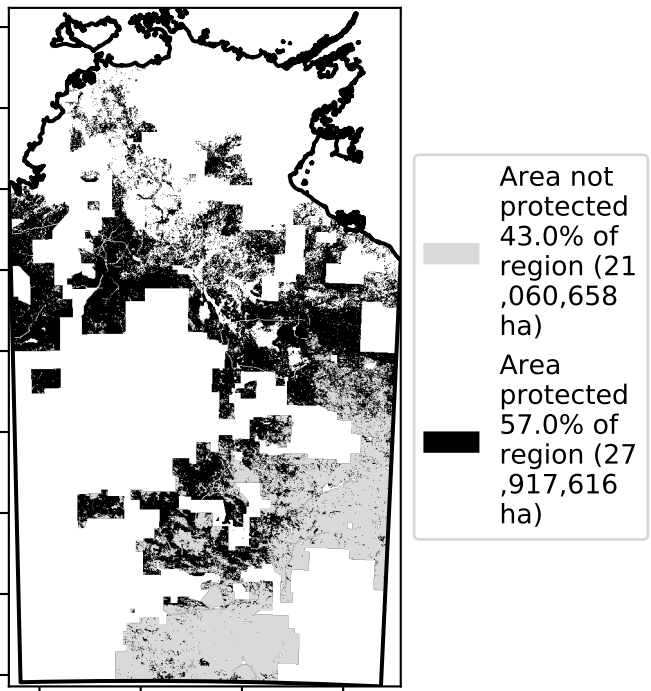 Area not
protected
43.0% of
region (21
,060,658
ha)
Area
protected
57.0% of
region (27
,917,616
ha)